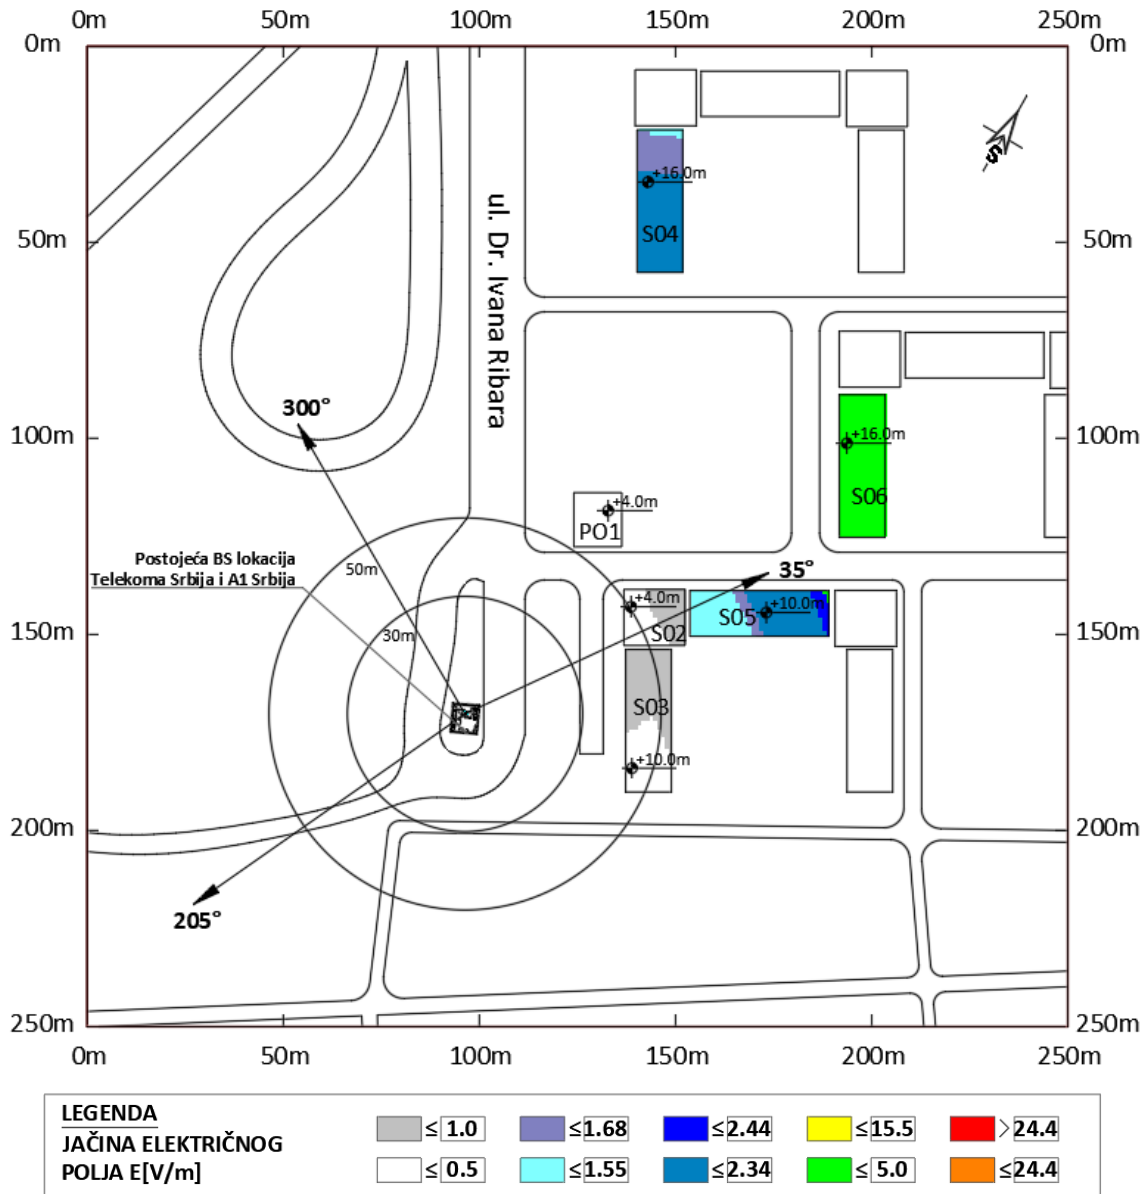 0m
50m
100m
150m
200m
250m
0m
0m
S
+16.0m
S04
50m
50m
ul. Dr. Ivana Ribara
300°
100m
100m
+16.0m
S06
+4.0m
PO1
Postojeća BS lokacija
Telekoma Srbija i A1 Srbija
50m
35°
30m
+4.0m
+10.0m
S05
S02
150m
150m
S03
+10.0m
200m
200m
205°
250m
250m
0m
50m
100m
150m
200m
250m
LEGENDA
JAČINA ELEKTRIČNOG
POLJA E[V/m]
≤ 1.0
≤1.68
≤2.44
≤15.5
>24.4
≤ 0.5
≤1.55
≤2.34
≤ 5.0
≤24.4